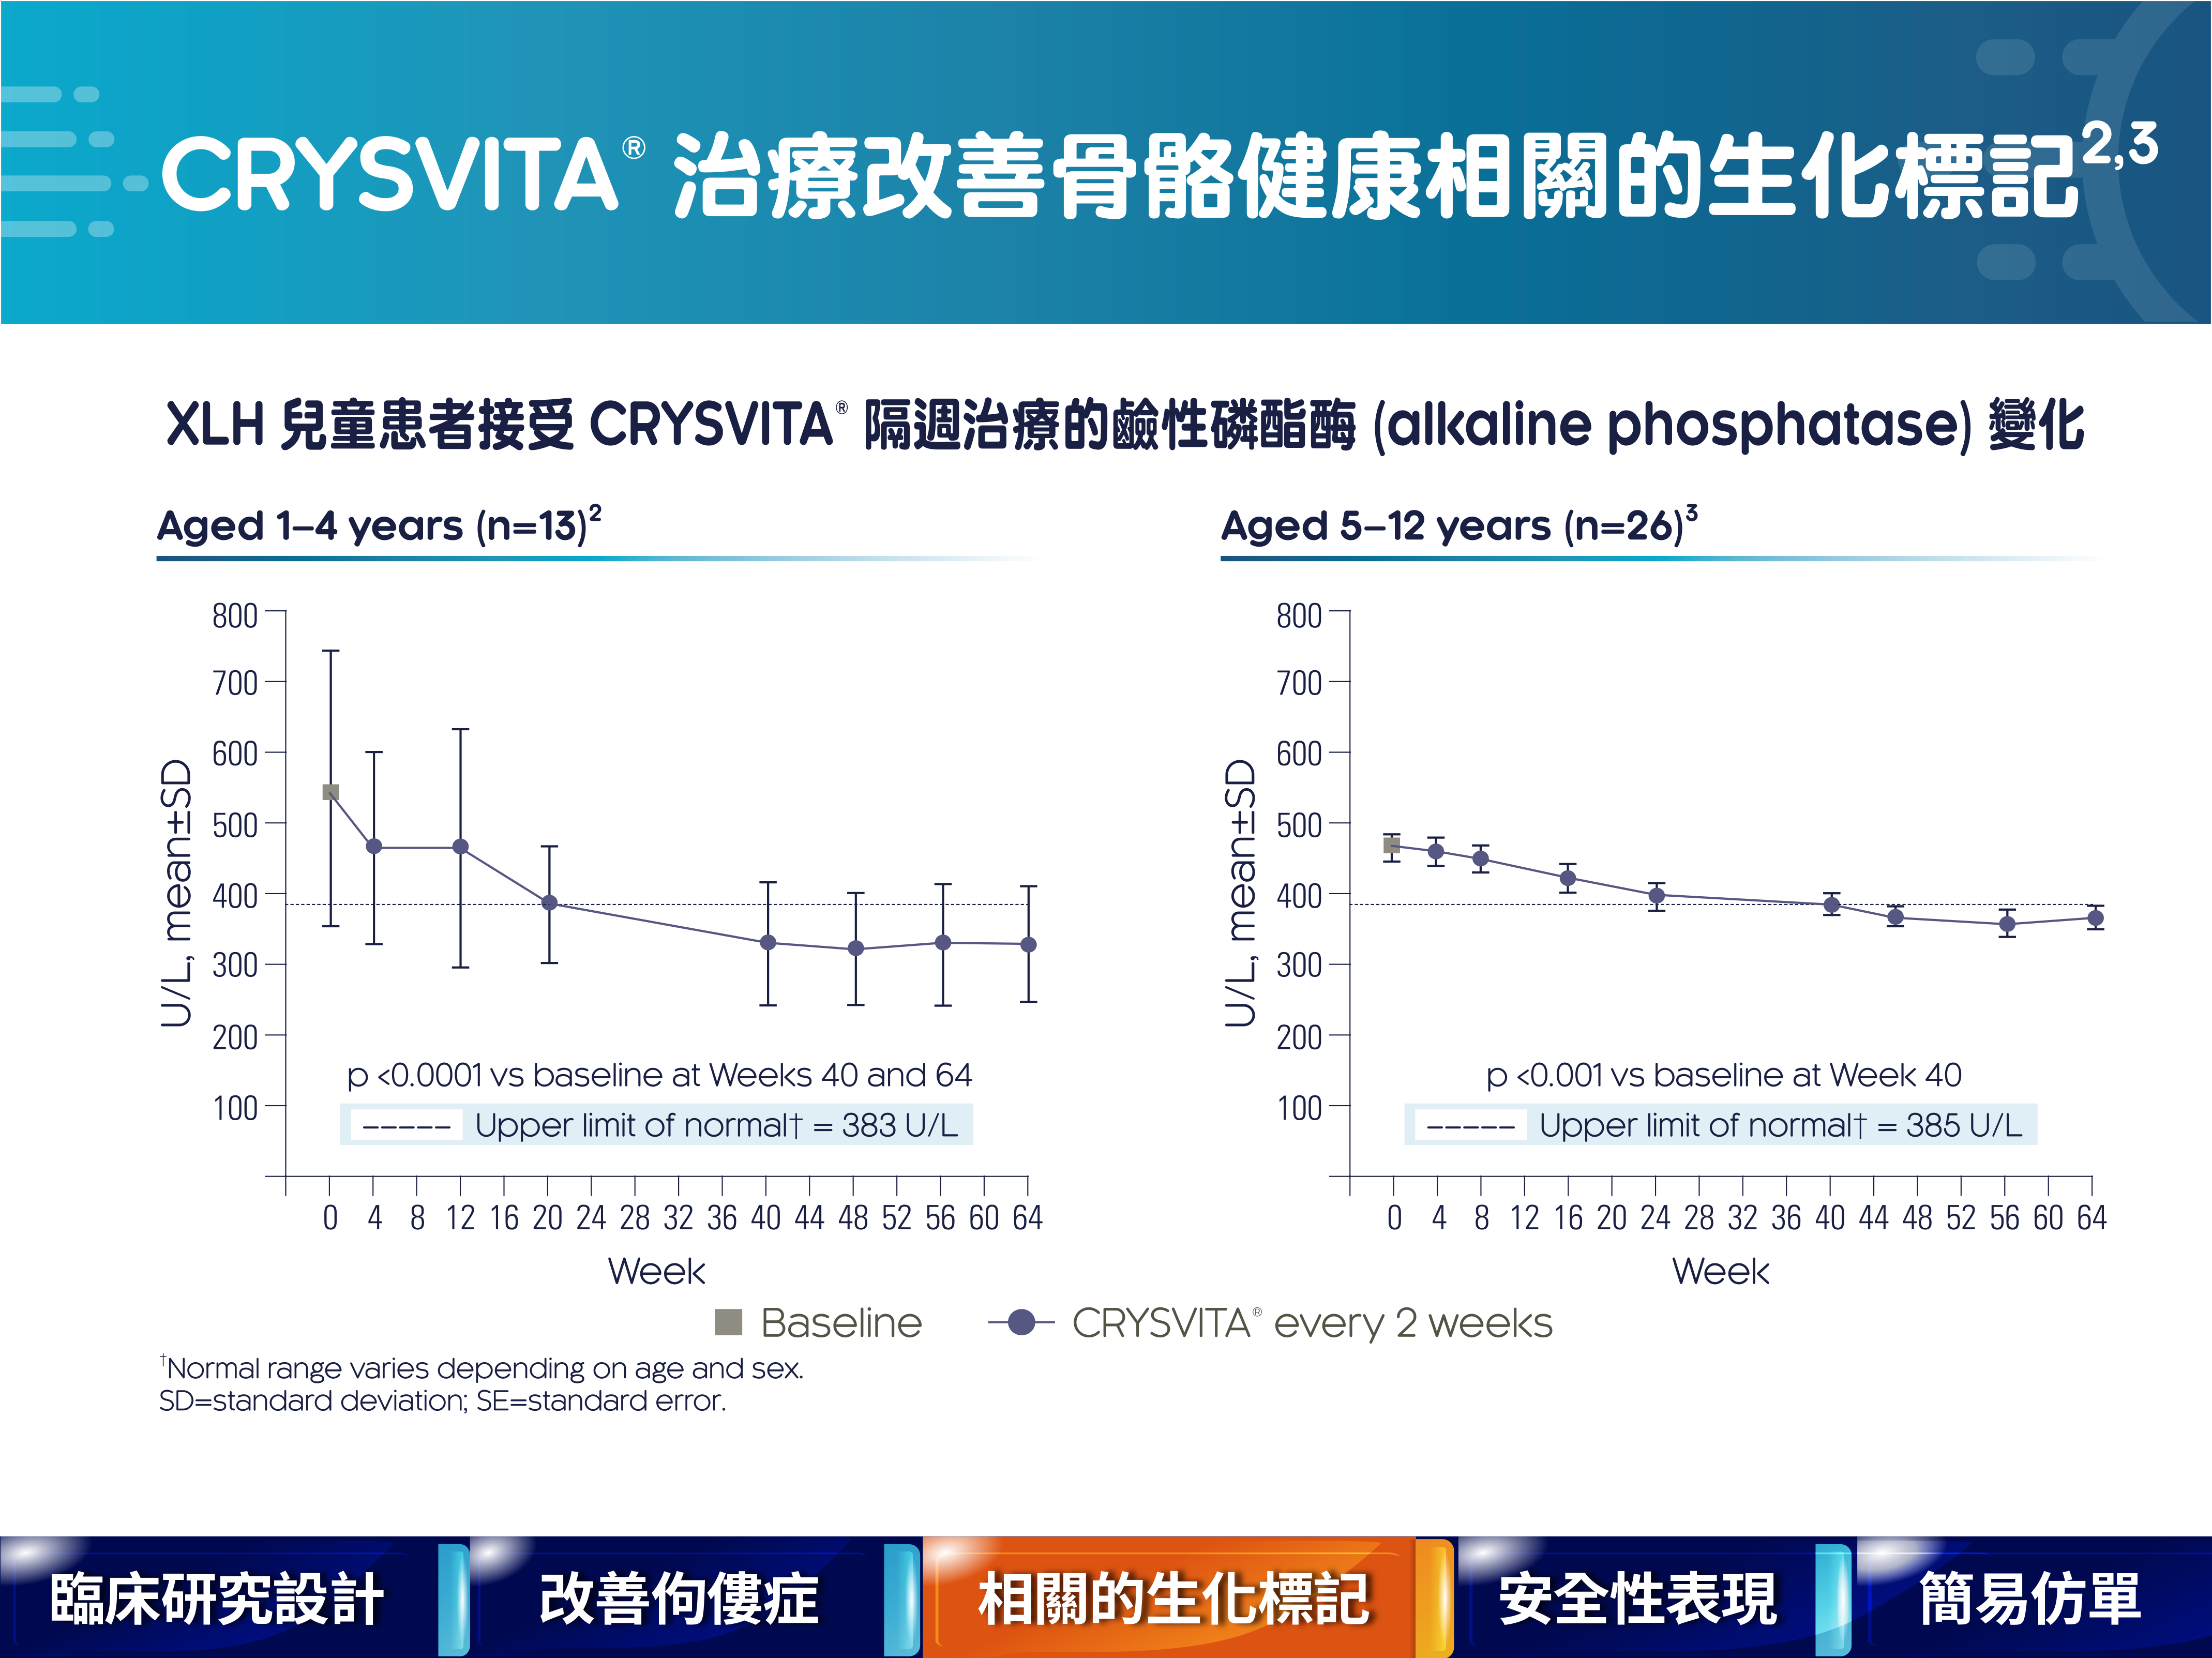 CRYSVITA® 治療改善骨骼健康相關的生化標記2,3
XLH 兒童患者接受 CRYSVITA® 隔週治療的鹼性磷酯酶 (alkaline phosphatase) 變化
Aged 1–4 years (n=13)2
U/L, mean±SD
800
700
600
500
400
300
200
100
p <0.0001 vs baseline at Weeks 40 and 64
----- Upper limit of normal† = 383 U/L
0 4 8 12 16 20 24 28 32 36 40 44 48 52 56 60 64
Week
Aged 5–12 years (n=26)3
U/L, mean±SD
800
700
600
500
400
300
200
100
p <0.001 vs baseline at Week 40
----- Upper limit of normal† = 385 U/L
0 4 8 12 16 20 24 28 32 36 40 44 48 52 56 60 64
Week
Baseline CRYSVITA® every 2 weeks
†Normal range varies depending on age and sex.
SD=standard deviation; SE=standard error.
臨床研究設計 改善佝僂症 相關的生化標記 安全性表現 簡易仿單